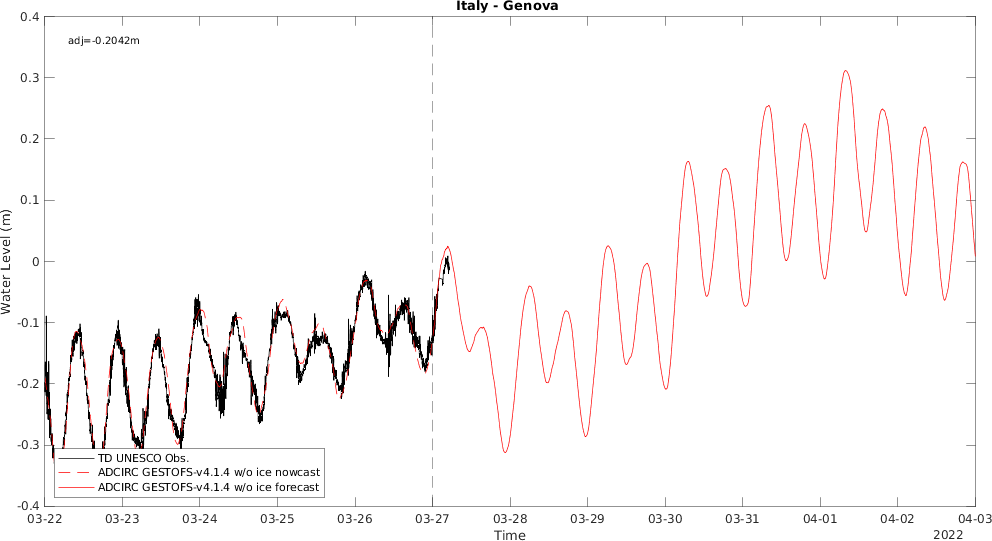 Italy - Genova
adj=-0.2042m
0.4
0.3
0.2
0.1
0
-0.1
-0.2
-0.3
-0.4
Water Level (m)
TD UNESCO Obs.
ADCIRC GESTOFS-v4.1.4 w/o ice nowcast
ADCIRC GESTOFS-v4.1.4 w/o ice forecast
03-22 03-23 03-24 03-25 03-26 03-27 03-28 03-29 03-30 03-31 04-01 04-02 04-03
Time
2022